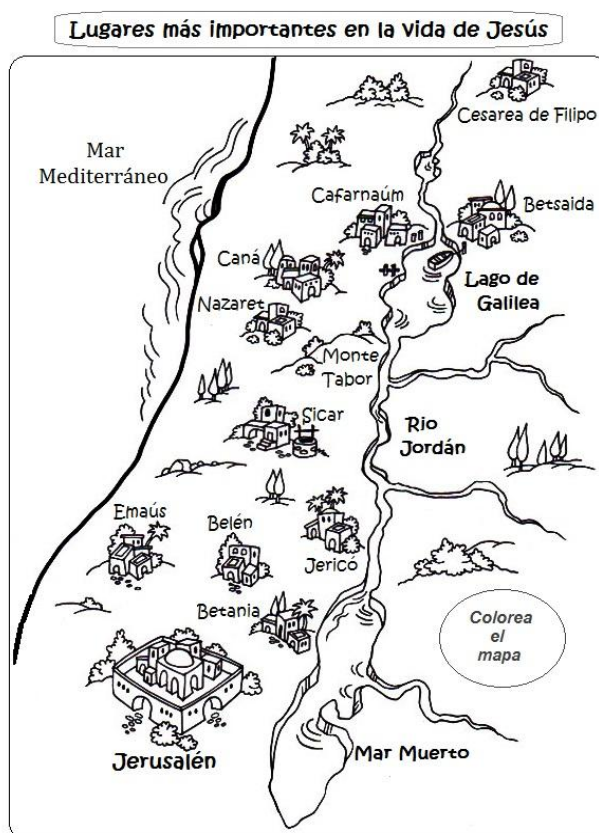 Lugares más importantes en la vida de Jesús
Cesarea de Filipo
Mar
Mediterráneo
Cafarnaúm
Betsaida
Caná
Lago de
Galilea
Nazaret
Monte
Tabor
Sicar
Rio
Jordán
Emaús
Belén
Jericó
Betania
Colorea
el
mapa
Jerusalén
Mar Muerto